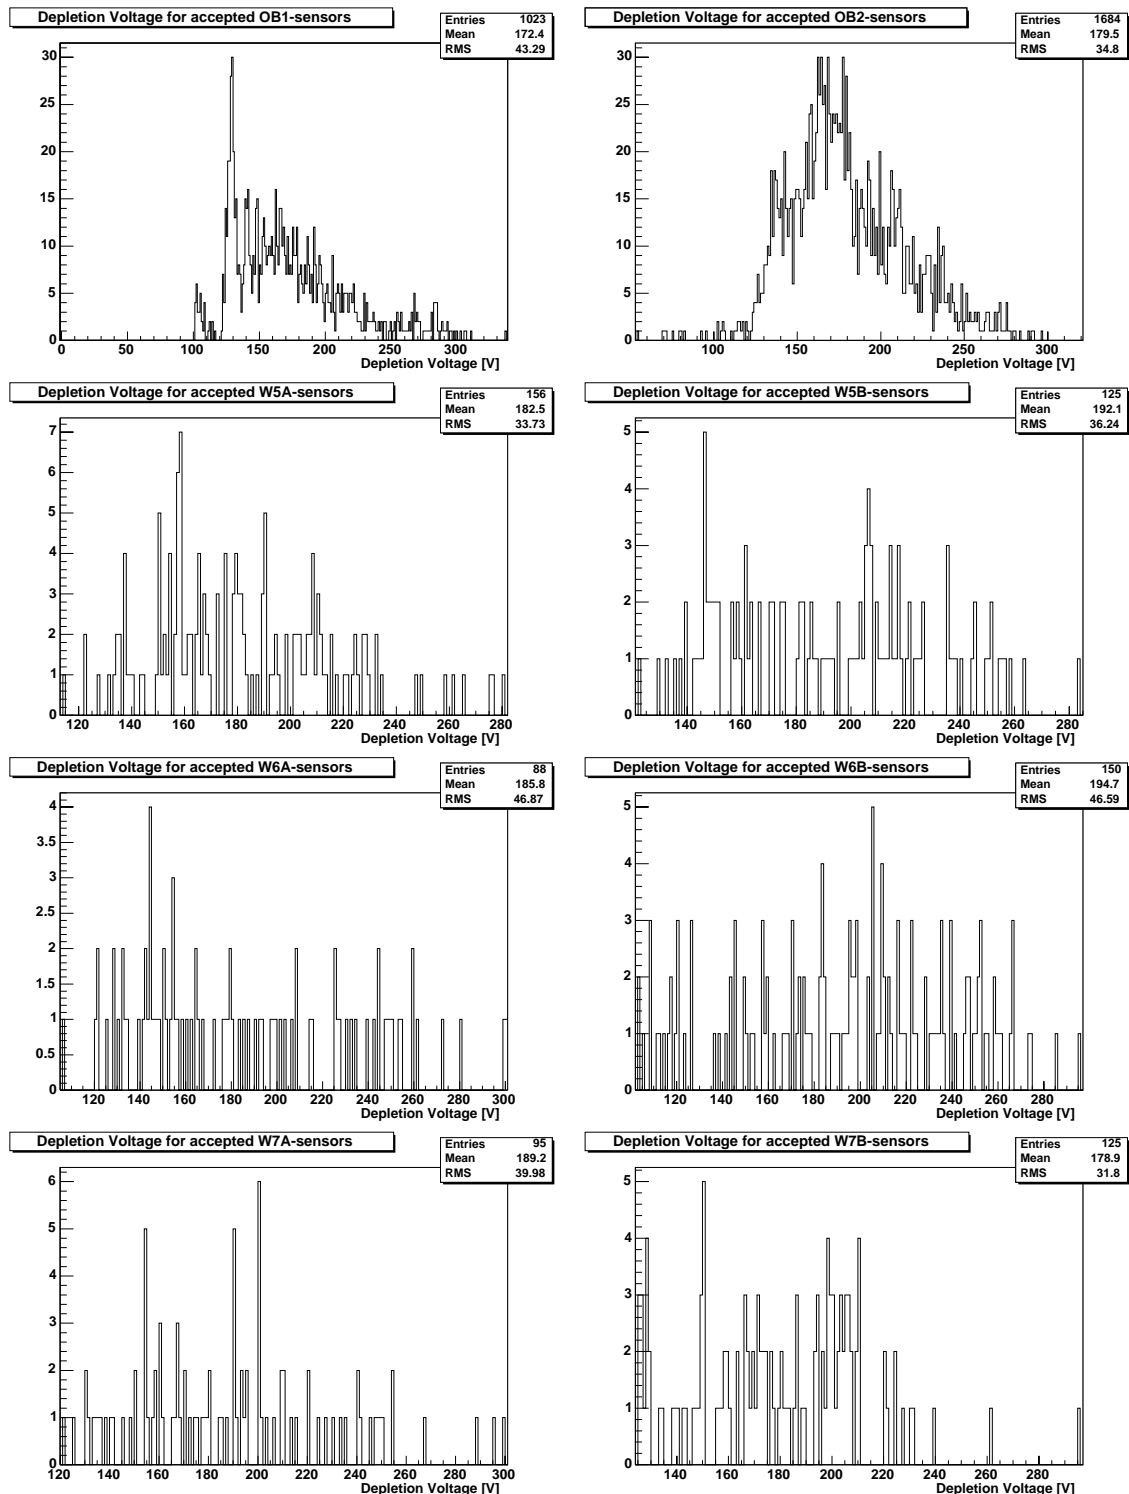 Depletion Voltage for accepted OB1-sensors
Entries 1023
Mean 172.4
RMS 43.29
30
25
20
15
10
5
0
0 50 100 150 200 250 300
Depletion Voltage [V]
Depletion Voltage for accepted OB2-sensors
Entries 1684
Mean 179.5
RMS 34.8
30
25
20
15
10
5
0
100 150 200 250 300
Depletion Voltage [V]
Depletion Voltage for accepted W5A-sensors
Entries 156
Mean 182.5
RMS 33.73
7
6
5
4
3
2
1
0
120 140 160 180 200 220 240 260 280
Depletion Voltage [V]
Depletion Voltage for accepted W5B-sensors
Entries 125
Mean 192.1
RMS 36.24
5
4
3
2
1
0
140 160 180 200 220 240 260 280
Depletion Voltage [V]
Depletion Voltage for accepted W6A-sensors
Entries 88
Mean 185.8
RMS 46.87
4
3.5
3
2.5
2
1.5
1
0.5
0
120 140 160 180 200 220 240 260 280 300
Depletion Voltage [V]
Depletion Voltage for accepted W6B-sensors
Entries 150
Mean 194.7
RMS 46.59
5
4
3
2
1
0
120 140 160 180 200 220 240 260 280
Depletion Voltage [V]
Depletion Voltage for accepted W7A-sensors
Entries 95
Mean 189.2
RMS 39.98
6
5
4
3
2
1
0
120 140 160 180 200 220 240 260 280 300
Depletion Voltage [V]
Depletion Voltage for accepted W7B-sensors
Entries 125
Mean 178.9
RMS 31.8
5
4
3
2
1
0
140 160 180 200 220 240 260 280
Depletion Voltage [V]